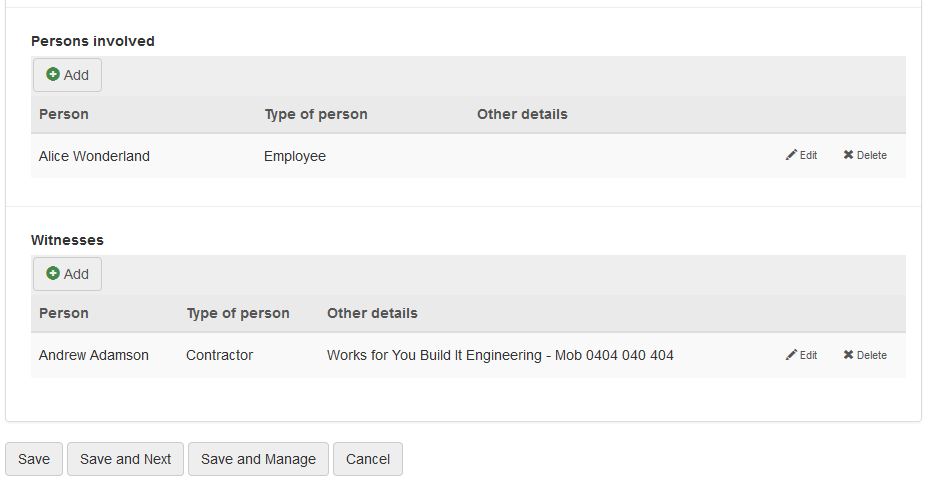 Persons involved
Add
Person Type of person Other details
Alice Wonderland Employee Edit Delete
Witnesses
Add
Person Type of person Other details
Andrew Adamson Contractor Works for You Build It Engineering - Mob 0404 040 404 Edit Delete
Save Save and Next Save and Manage Cancel